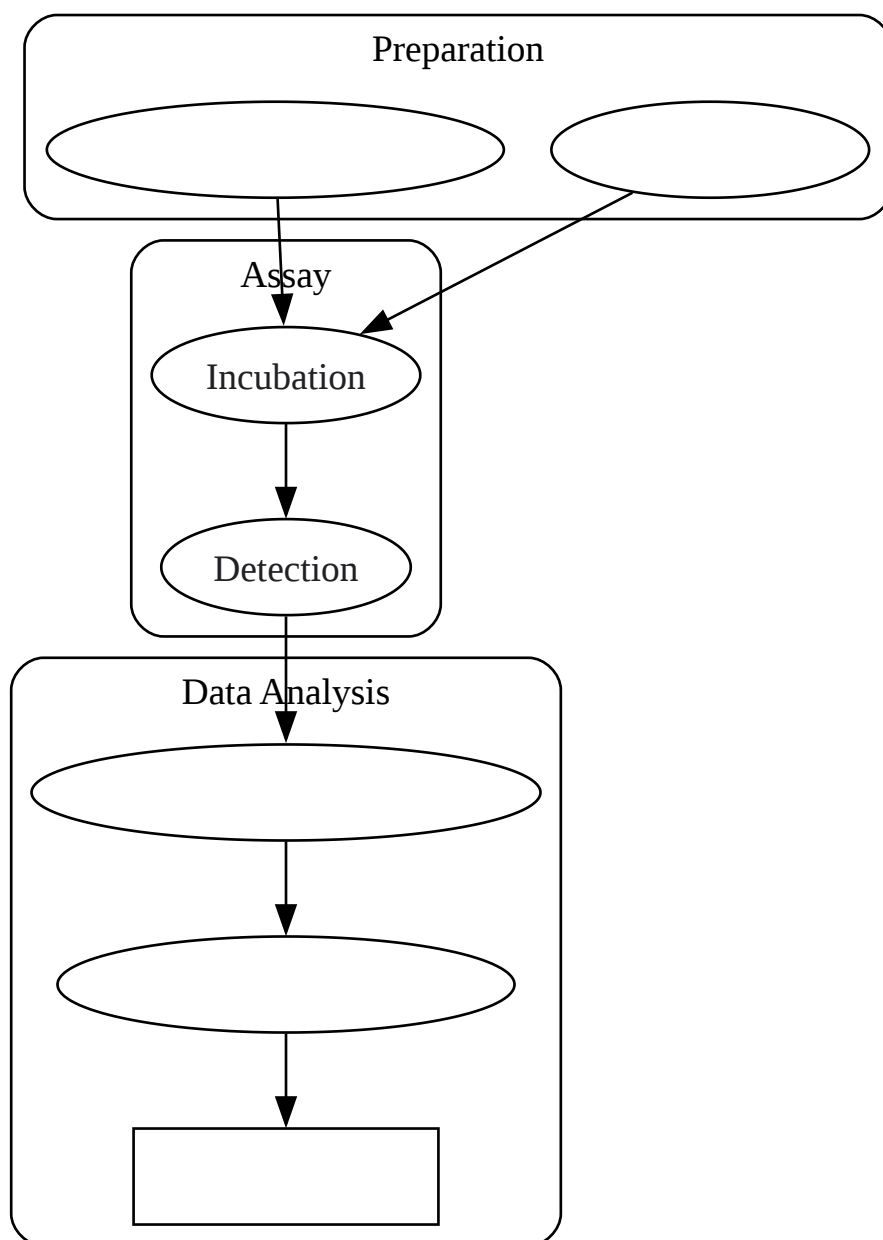 Preparation
Assay
Incubation
Detection
Data Analysis